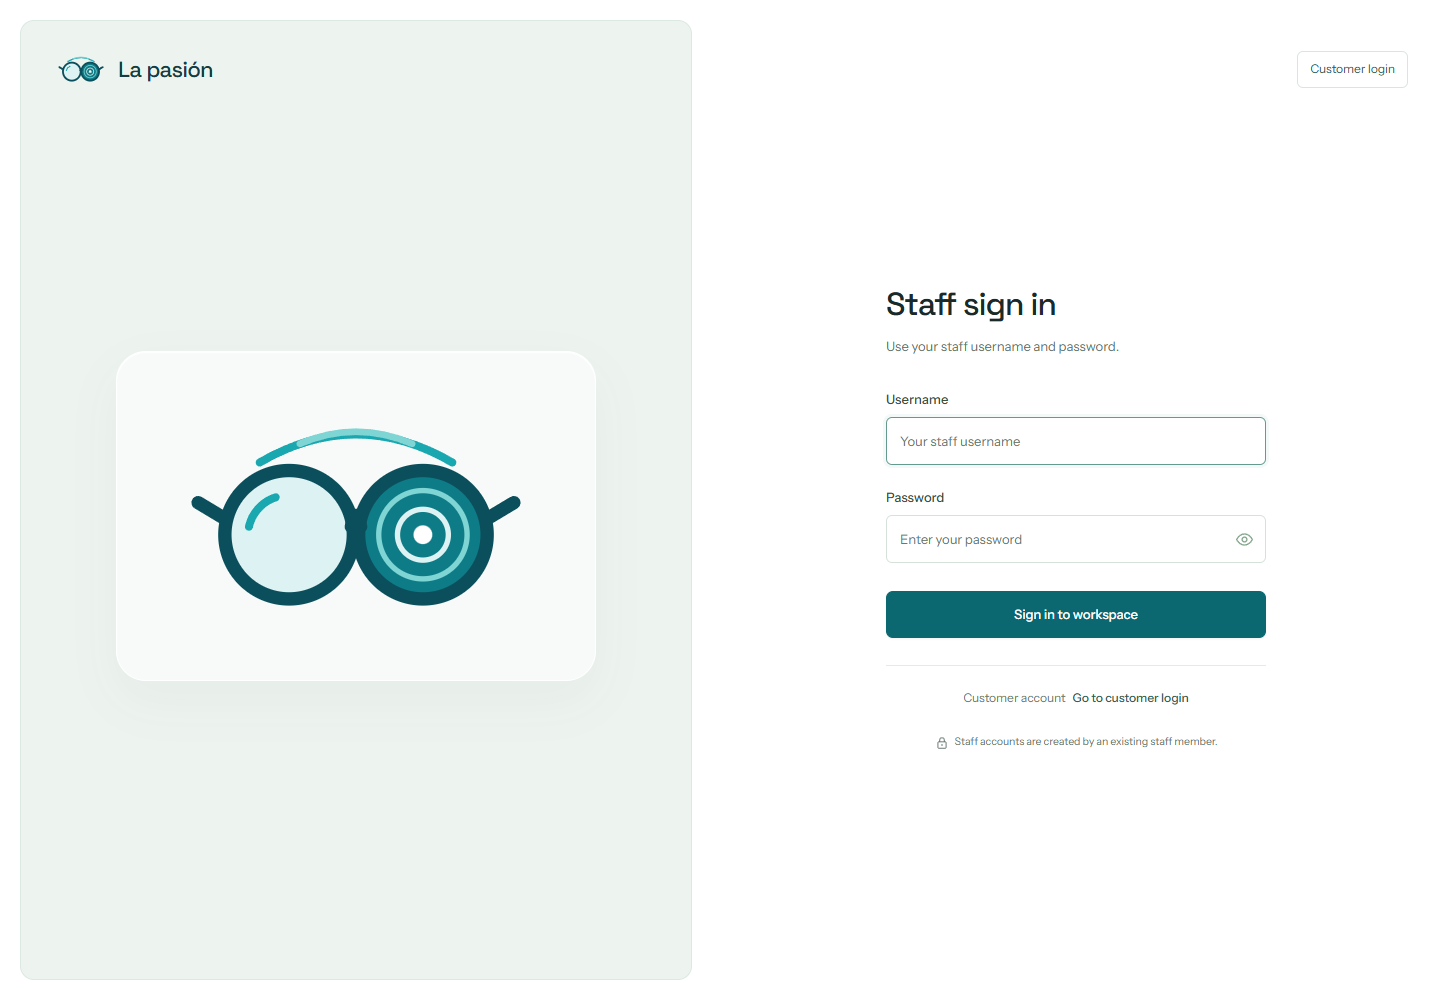 La pasión
Customer login
Staff sign in
Use your staff username and password.
Username
Your staff username
Password
Enter your password
Sign in to workspace
Customer account Go to customer login
Staff accounts are created by an existing staff member.